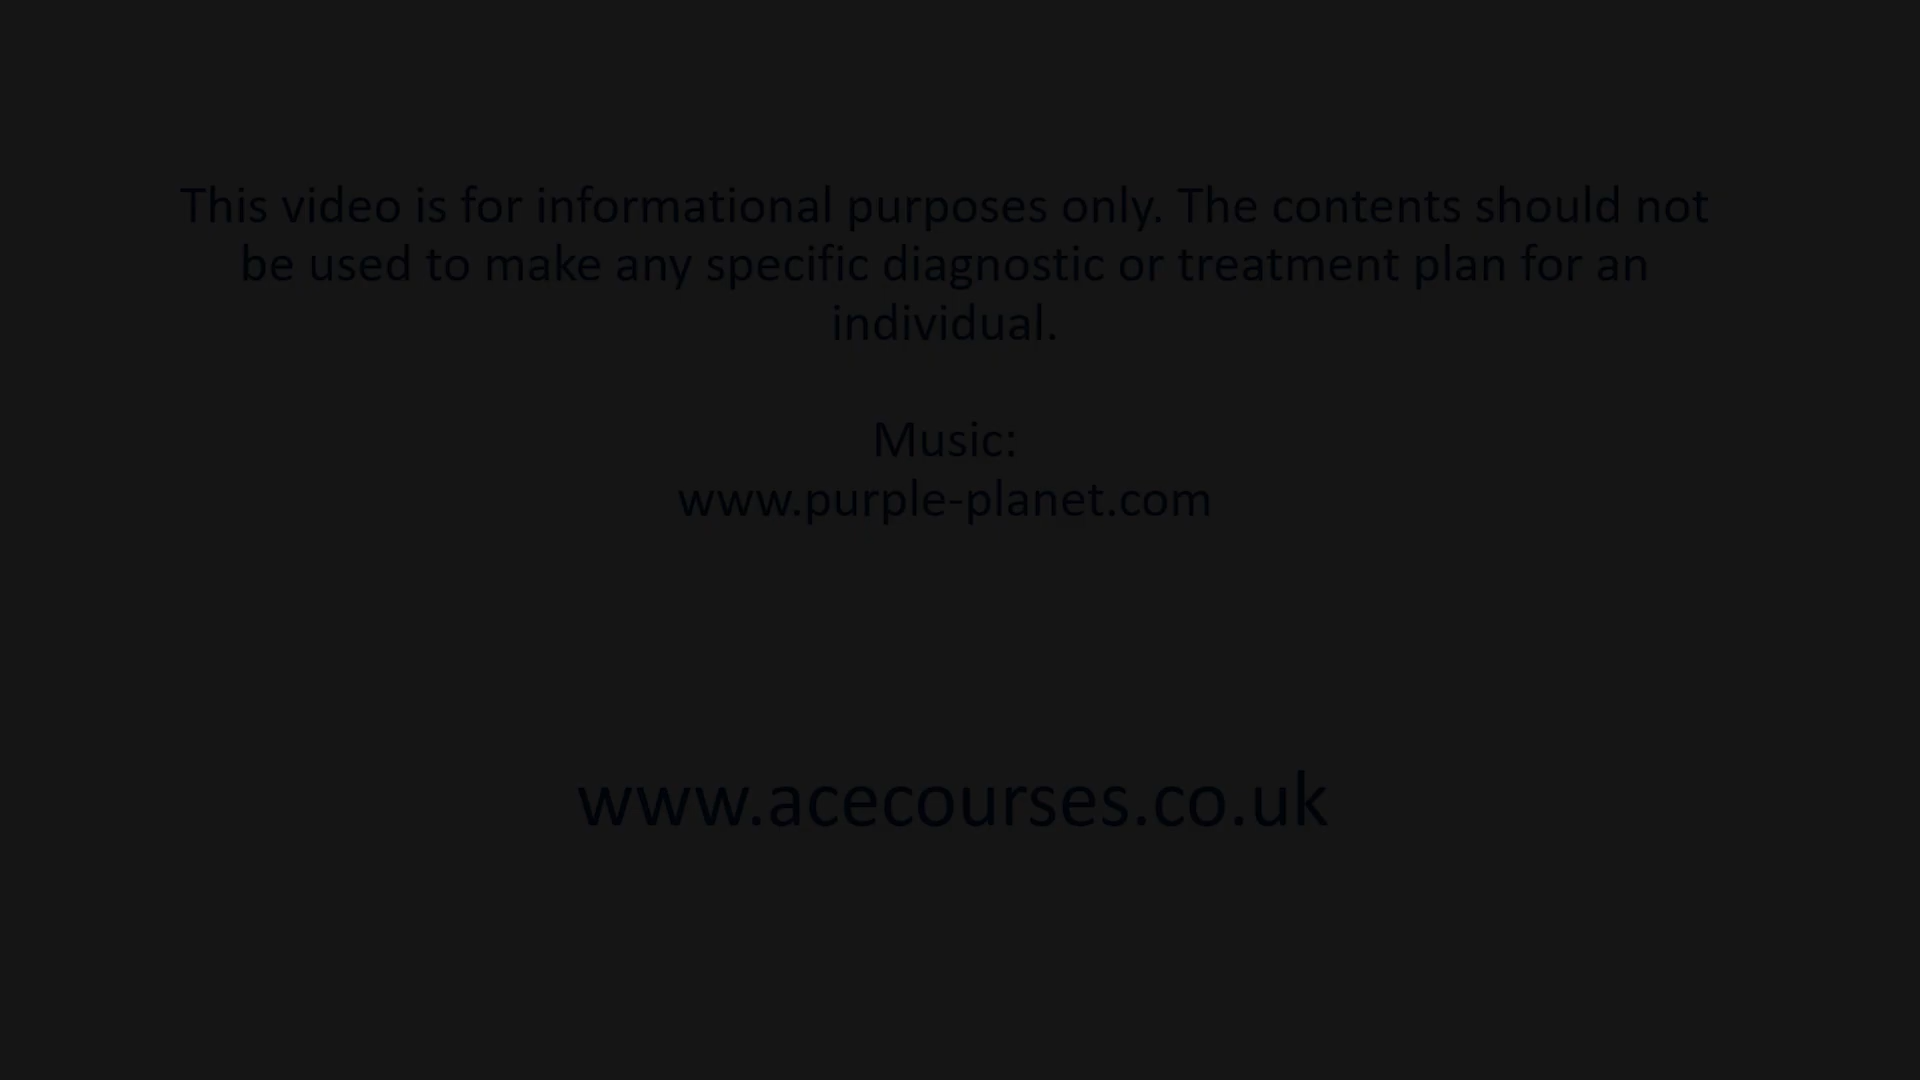 This video is for informational purposes only. The contents should not
be used to make any specific diagnostic or treatment plan for an
individual.
Music:
www.purple-planet.com
www.acecourses.co.uk